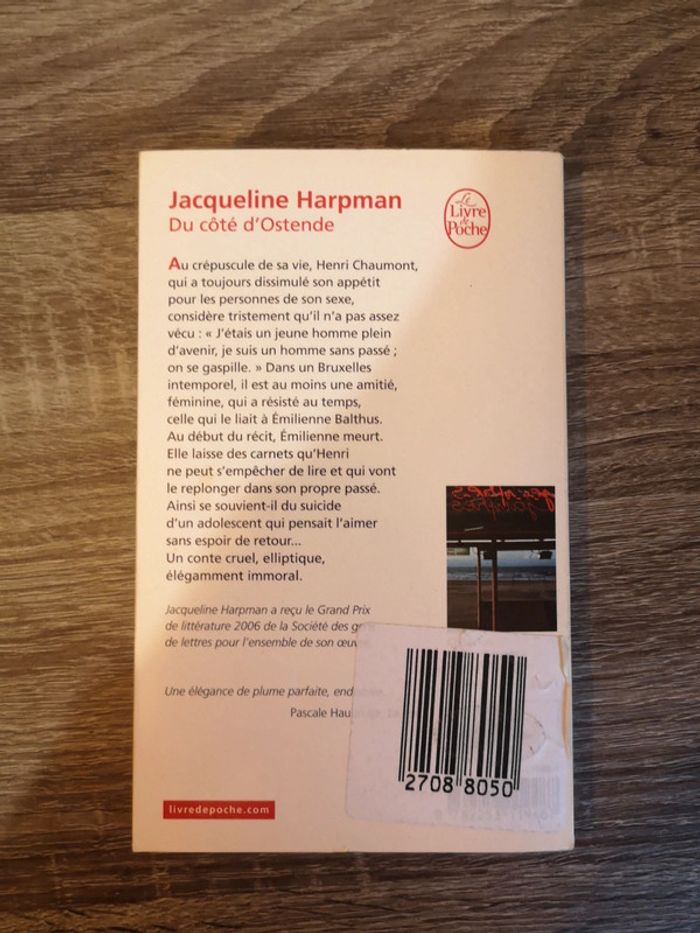 Jacqueline Harpman
Du côté d'Ostende
Le
Livre
de
Poche
Au crépuscule de sa vie, Henri Chaumont,
qui a toujours dissimulé son appétit
pour les personnes de son sexe,
considère tristement qu'il n'a pas assez
vécu : « J'étais un jeune homme plein
d'avenir, je suis un homme sans passé ;
on se gaspille. » Dans un Bruxelles
intemporel, il est au moins une amitié,
féminine, qui a résisté au temps,
celle qui le liait à Émilienne Balthus.
Au début du récit, Émilienne meurt.
Elle laisse des carnets qu'Henri
ne peut s'empêcher de lire et qui vont
le replonger dans son propre passé.
Ainsi se souvient-il du suicide
d'un adolescent qui pensait l'aimer
sans espoir de retour...
Un conte cruel, elliptique,
élégamment immoral.
Jacqueline Harpman a reçu le Grand Prix
de littérature 2006 de la Société des
de lettres pour l'ensemble de son
Une élégance de plume parfaite,
Pascale
2708 8050
livredepoche.com